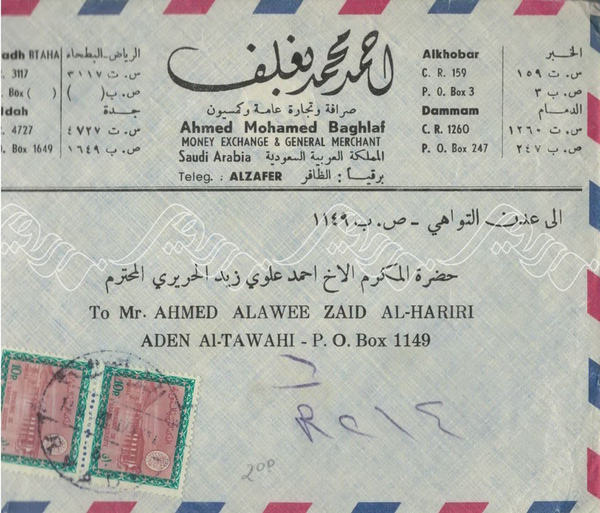 احمد محمد بغلف
صرافة وتجارة عامة وكمسيون
Ahmed Mohamed Baghlaf
MONEY EXCHANGE & GENERAL MERCHANT
Saudi Arabia المملكة العربية السعودية
Teleg. : ALZAFER برقياً : الظافر
adh BTAHA الرياض - البطحاء
. 3117 س. ت ٣١١٧
. Box ( ) ص. ب ( )
ddah جدة
. 4727 س. ت ٤٧٢٧
O. Box 1649 ص. ب ١٦٤٩
Alkhobar الخبر
C. R. 159 س. ت ١٥٩
P. O. Box 3 ص. ب ٣
Dammam الدمام
C. R. 1260 س. ت ١٢٦٠
P. O. Box 247 ص. ب ٢٤٧
الى عدن التواهي - ص. ب ١١٤٩
حضرة المكرم الاخ احمد علوي زيد الحريري المحترم
To Mr. AHMED ALAWEE ZAID AL-HARIRI
ADEN Al-TAWAHI - P. O. Box 1149
10P
10P
200